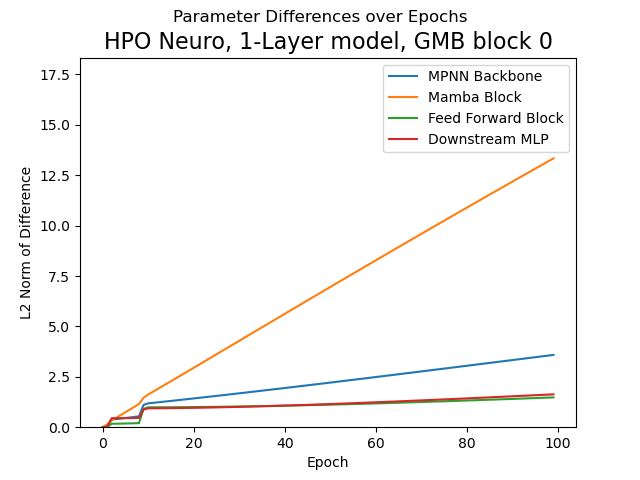 Parameter Differences over Epochs
HPO Neuro, 1-Layer model, GMB block 0
17.5
15.0
12.5
10.0
7.5
5.0
2.5
0.0
L2 Norm of Difference
MPNN Backbone
Mamba Block
Feed Forward Block
Downstream MLP
0 20 40 60 80 100
Epoch